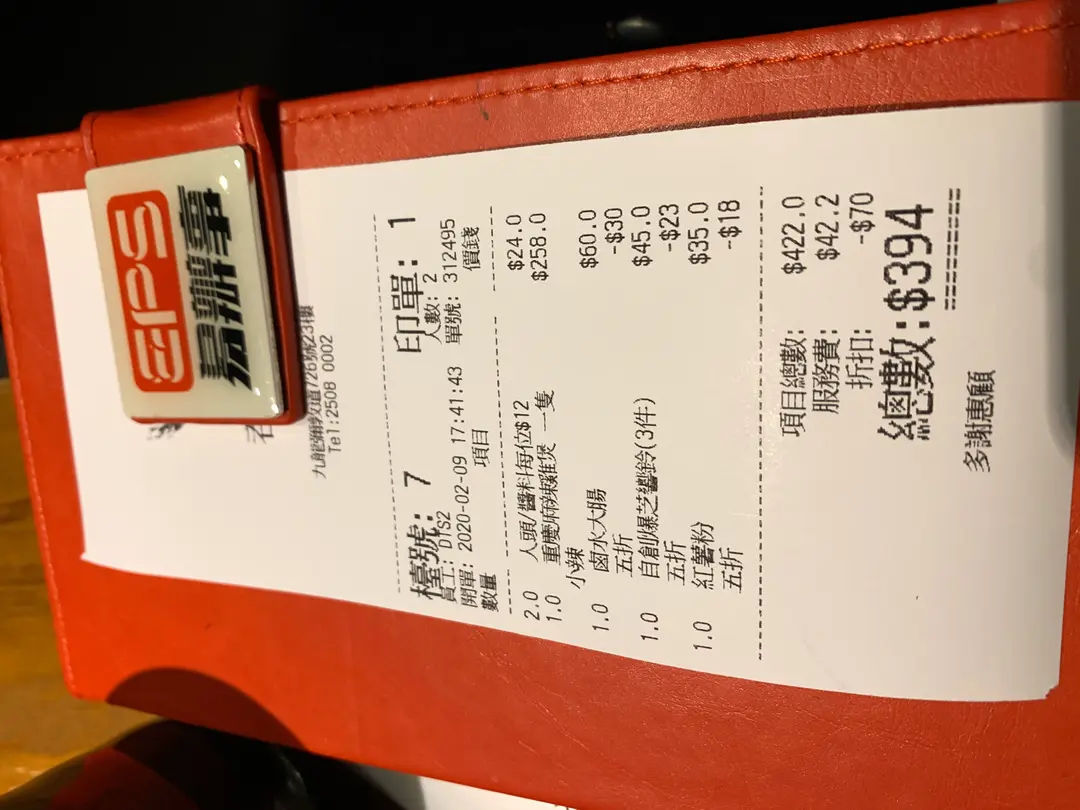 EPS
易辦事
九龍彌敦道726號23樓
Tel:2508 0002
檯號: 7 印單: 1
員工: DTS2 人數: 2
開單: 2020-02-09 17:41:43 單號: 312495
數量 項目 價錢
2.0 人頭/醬料每位$12 $24.0
1.0 重慶麻辣雞煲 一隻 $258.0
小辣
1.0 鹵水大腸 $60.0
五折 -$30
1.0 自創爆芝響鈴(3件) $45.0
五折 -$23
1.0 紅薯粉 $35.0
五折 -$18
項目總數: $422.0
服務費: $42.2
折扣: -$70
總數:$394
多謝惠顧